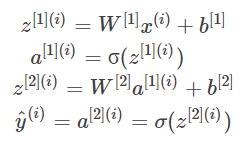 z^{[1](i)} = W^{[1]}x^{(i)} + b^{[1]}
a^{[1](i)} = σ(z^{[1](i)})
z^{[2](i)} = W^{[2]}a^{[1](i)} + b^{[2]}
ŷ^{(i)} = a^{[2](i)} = σ(z^{[2](i)})